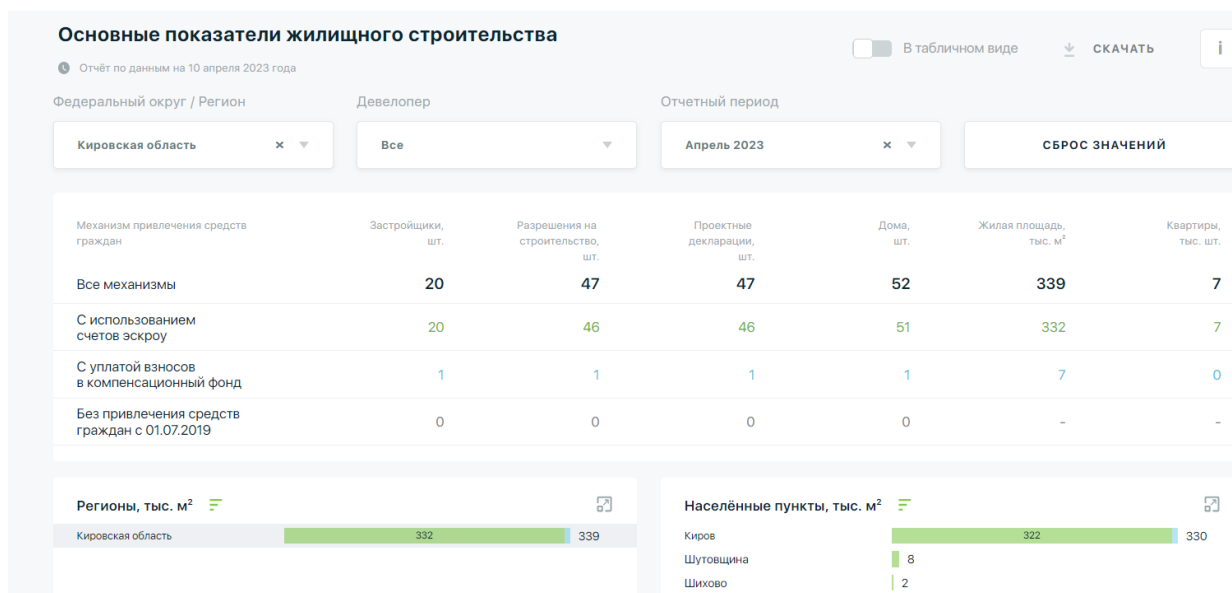 Основные показатели жилищного строительства
В табличном виде
СКАЧАТЬ
i
Отчёт по данным на 10 апреля 2023 года
Федеральный округ / Регион
Девелопер
Отчетный период
Кировская область × 
Все
Апрель 2023 ×
СБРОС ЗНАЧЕНИЙ
Механизм привлечения средств
граждан
Застройщики,
шт.
Разрешения на
строительство,
шт.
Проектные
декларации,
шт.
Дома,
шт.
Жилая площадь,
тыс. м²
Квартиры,
тыс. шт.
Все механизмы 20 47 47 52 339 7
С использованием
счетов эскроу
20 46 46 51 332 7
С уплатой взносов
в компенсационный фонд
1 1 1 1 7 0
Без привлечения средств
граждан с 01.07.2019
0 0 0 0 - -
Регионы, тыс. м²
Кировская область 332 339
Населённые пункты, тыс. м²
Киров 322 330
Шутовщина 8
Шихово 2